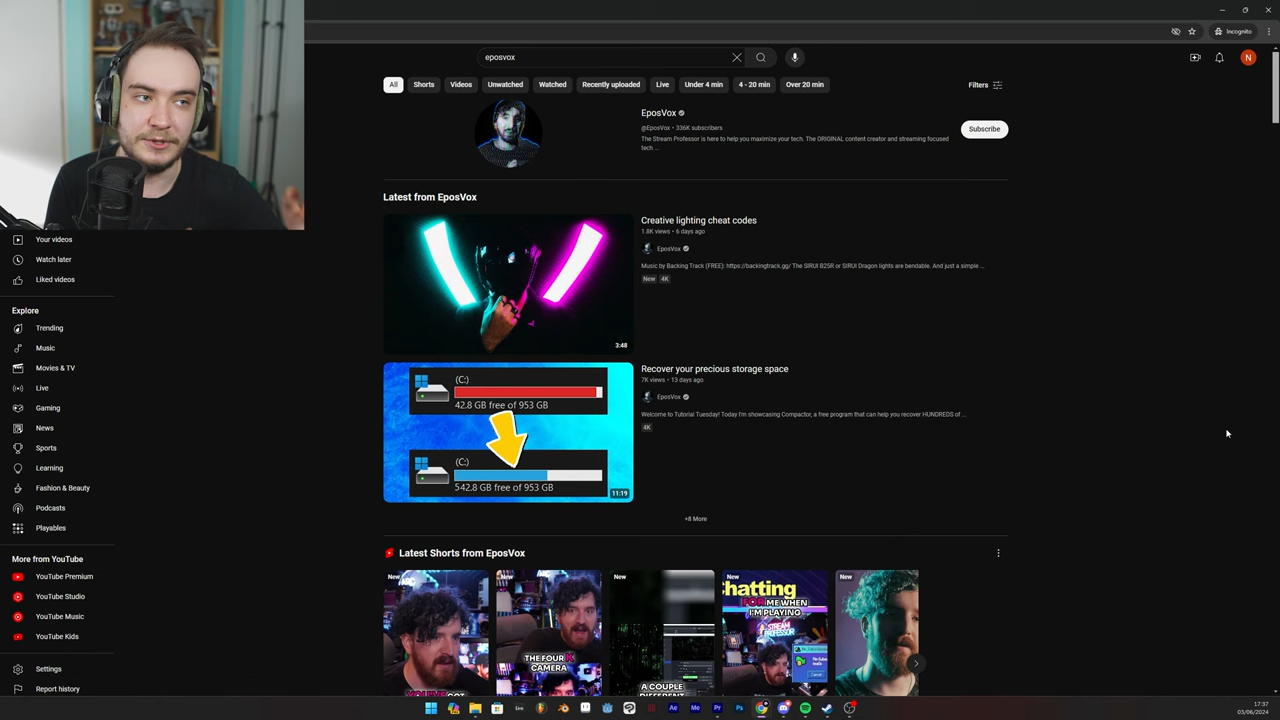 Incognito
eposvox
N
All
Shorts
Videos
Unwatched
Watched
Recently uploaded
Live
Under 4 min
4 - 20 min
Over 20 min
Filters
EposVox
@EposVox • 336K subscribers
The Stream Professor is here to help you maximize your tech. The ORIGINAL content creator and streaming focused
tech ...
Subscribe
Latest from EposVox
3:48
Creative lighting cheat codes
1.8K views • 6 days ago
EposVox
Music by Backing Track (FREE): https://backingtrack.gg/ The SIRUI B25R or SIRUI Dragon lights are bendable. And just a simple ...
New 4K
(C:)
42.8 GB free of 953 GB
(C:)
542.8 GB free of 953 GB
11:19
Recover your precious storage space
7K views • 13 days ago
EposVox
Welcome to Tutorial Tuesday! Today I'm showcasing Compactor, a free program that can help you recover HUNDREDS of ...
4K
+8 More
Latest Shorts from EposVox
New
New
THE FOUR K
CAMERA
New
A COUPLE
DIFFERENT
New
chatting
FOR ME WHEN
I'M PLAYING
STREAM
PROFESSOR
New
Your videos
Watch later
Liked videos
Explore
Trending
Music
Movies & TV
Live
Gaming
News
Sports
Learning
Fashion & Beauty
Podcasts
Playables
More from YouTube
YouTube Premium
YouTube Studio
YouTube Music
YouTube Kids
Settings
Report history
Live
Ae
Me
Pr
Ps
17:37
03/06/2024